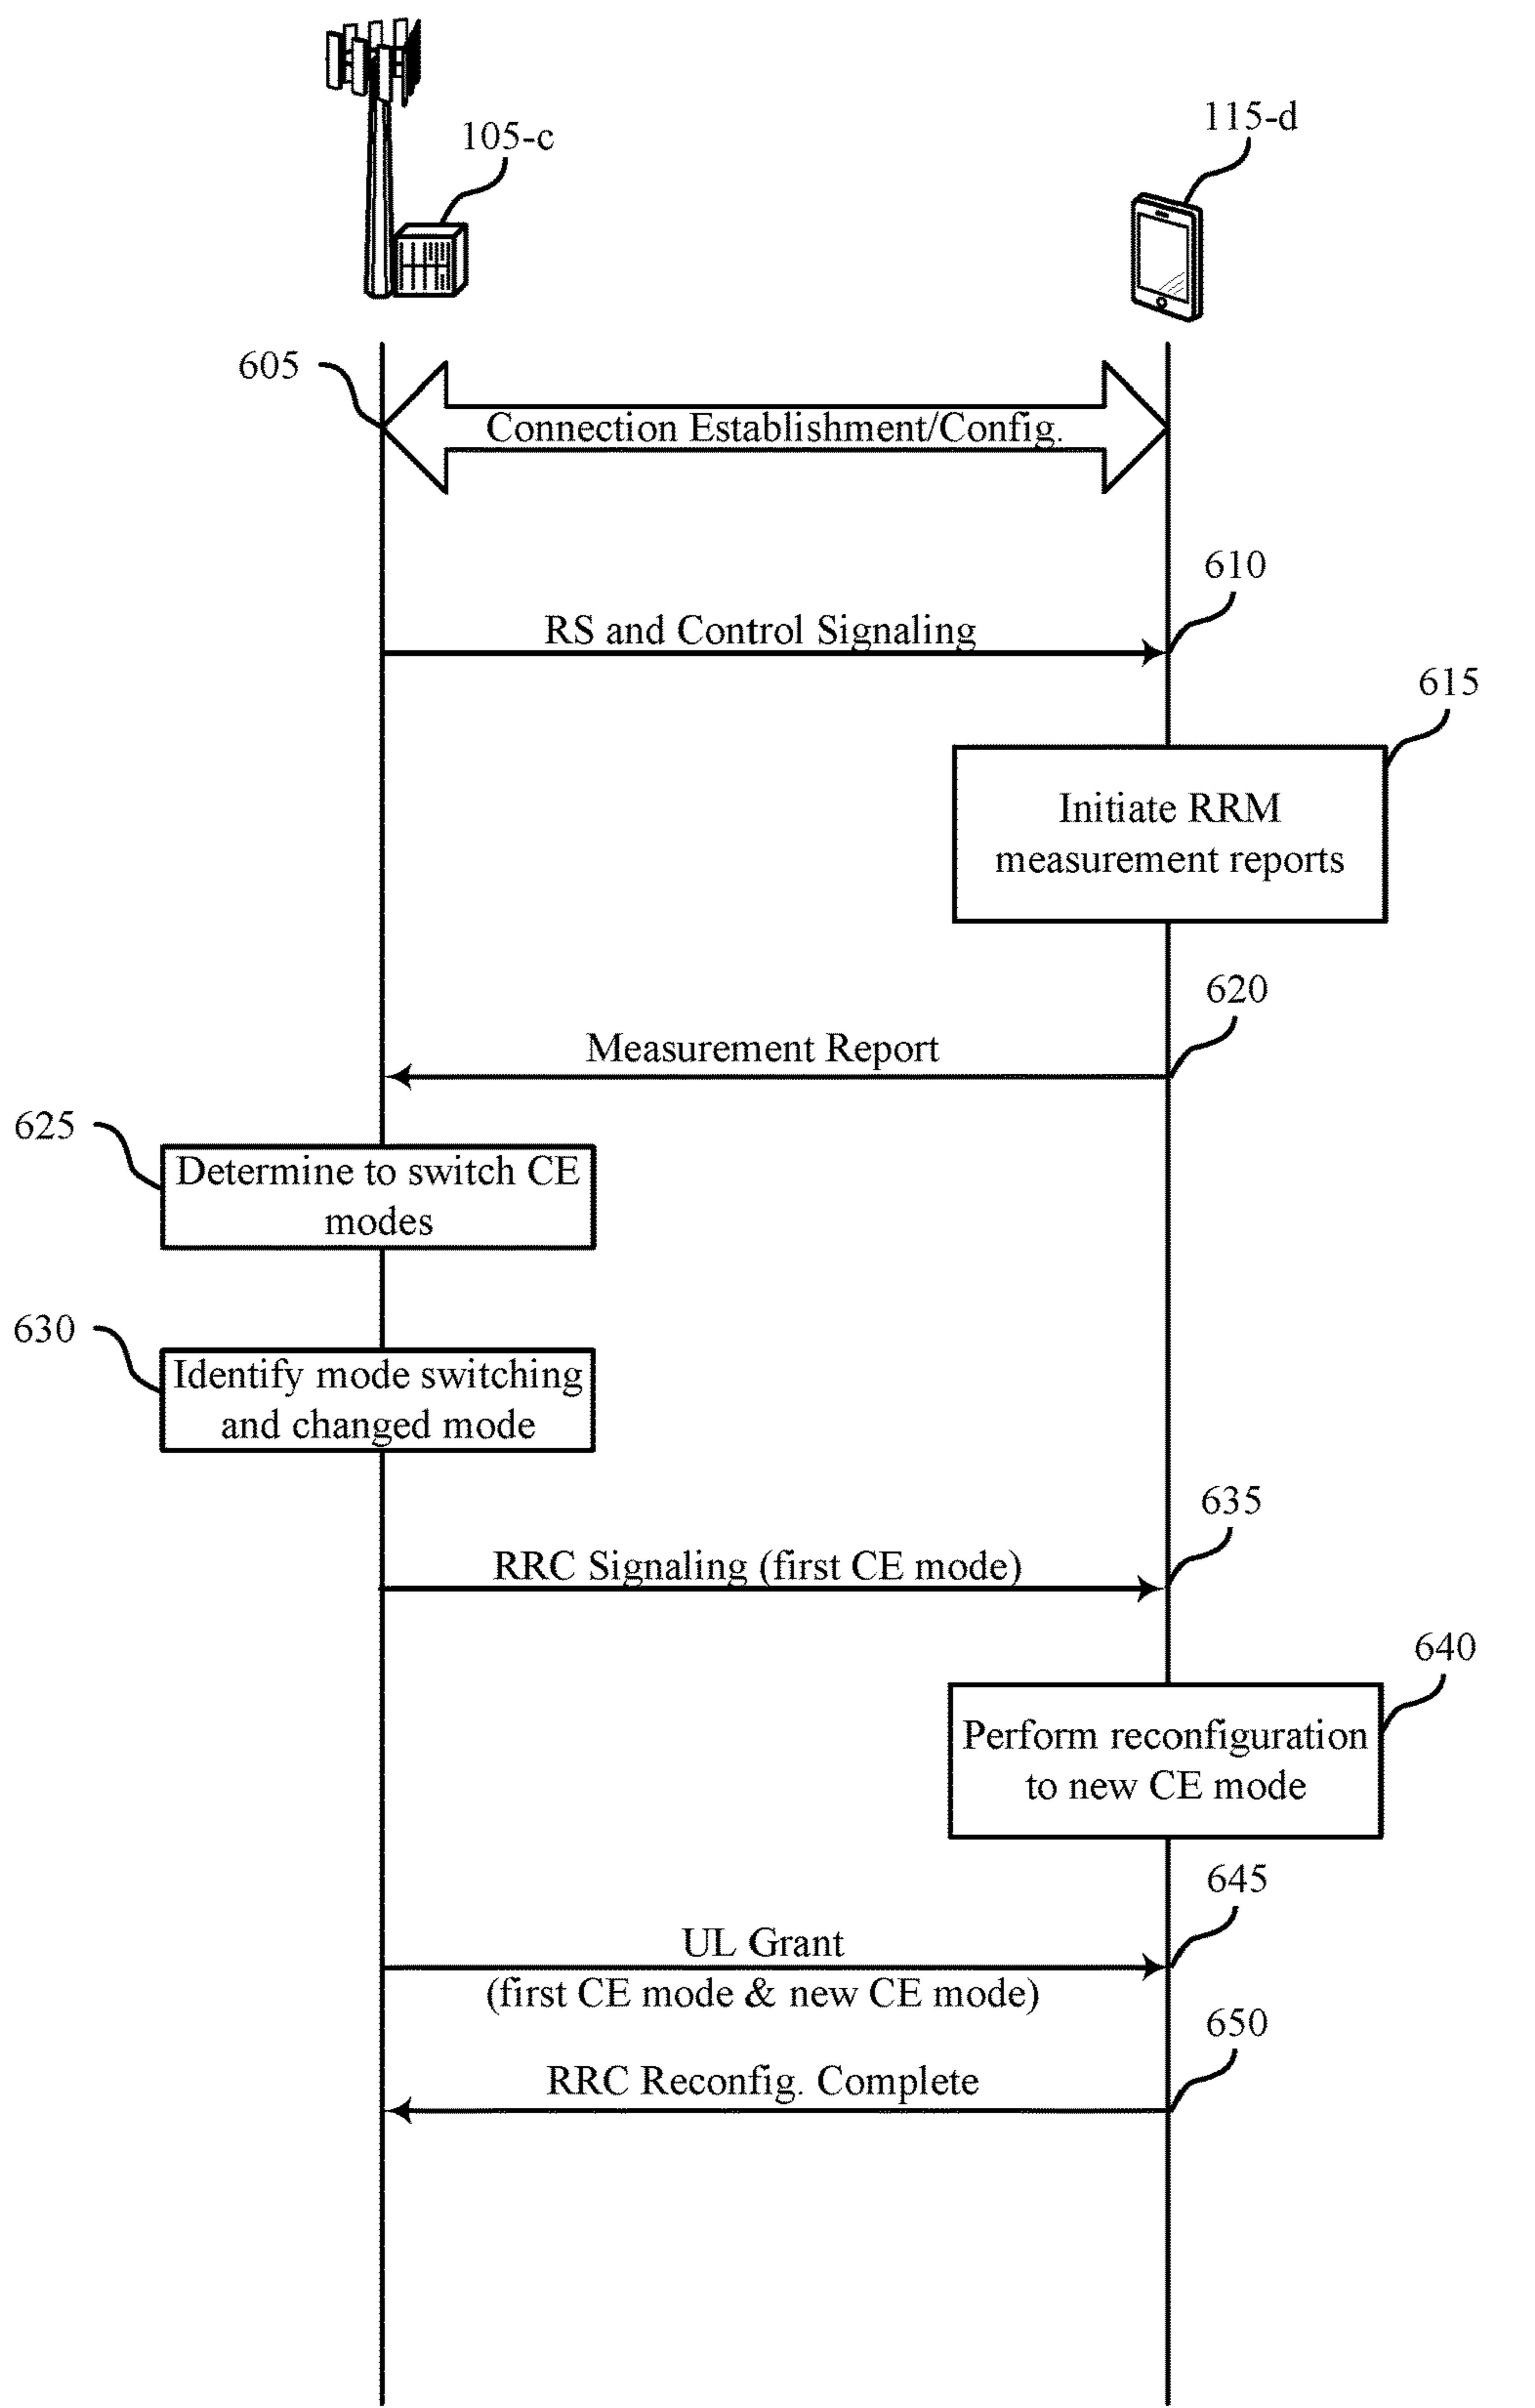 105-c
115-d
605
Connection Establishment/Config.
610
RS and Control Signaling
615
Initiate RRM
measurement reports
620
Measurement Report
625
Determine to switch CE
modes
630
Identify mode switching
and changed mode
635
RRC Signaling (first CE mode)
640
Perform reconfiguration
to new CE mode
645
UL Grant
(first CE mode & new CE mode)
650
RRC Reconfig. Complete